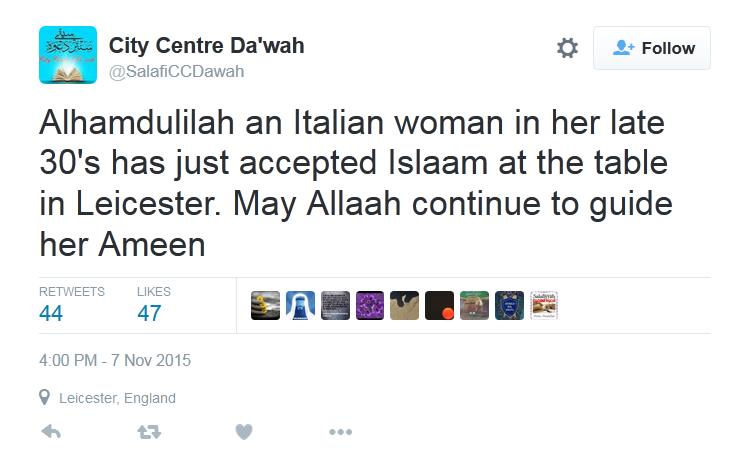 City Centre Da'wah
@SalafiCCDawah
Follow
Alhamdulilah an Italian woman in her late
30's has just accepted Islaam at the table
in Leicester. May Allaah continue to guide
her Ameen
RETWEETS LIKES
44 47
4:00 PM - 7 Nov 2015
Leicester, England